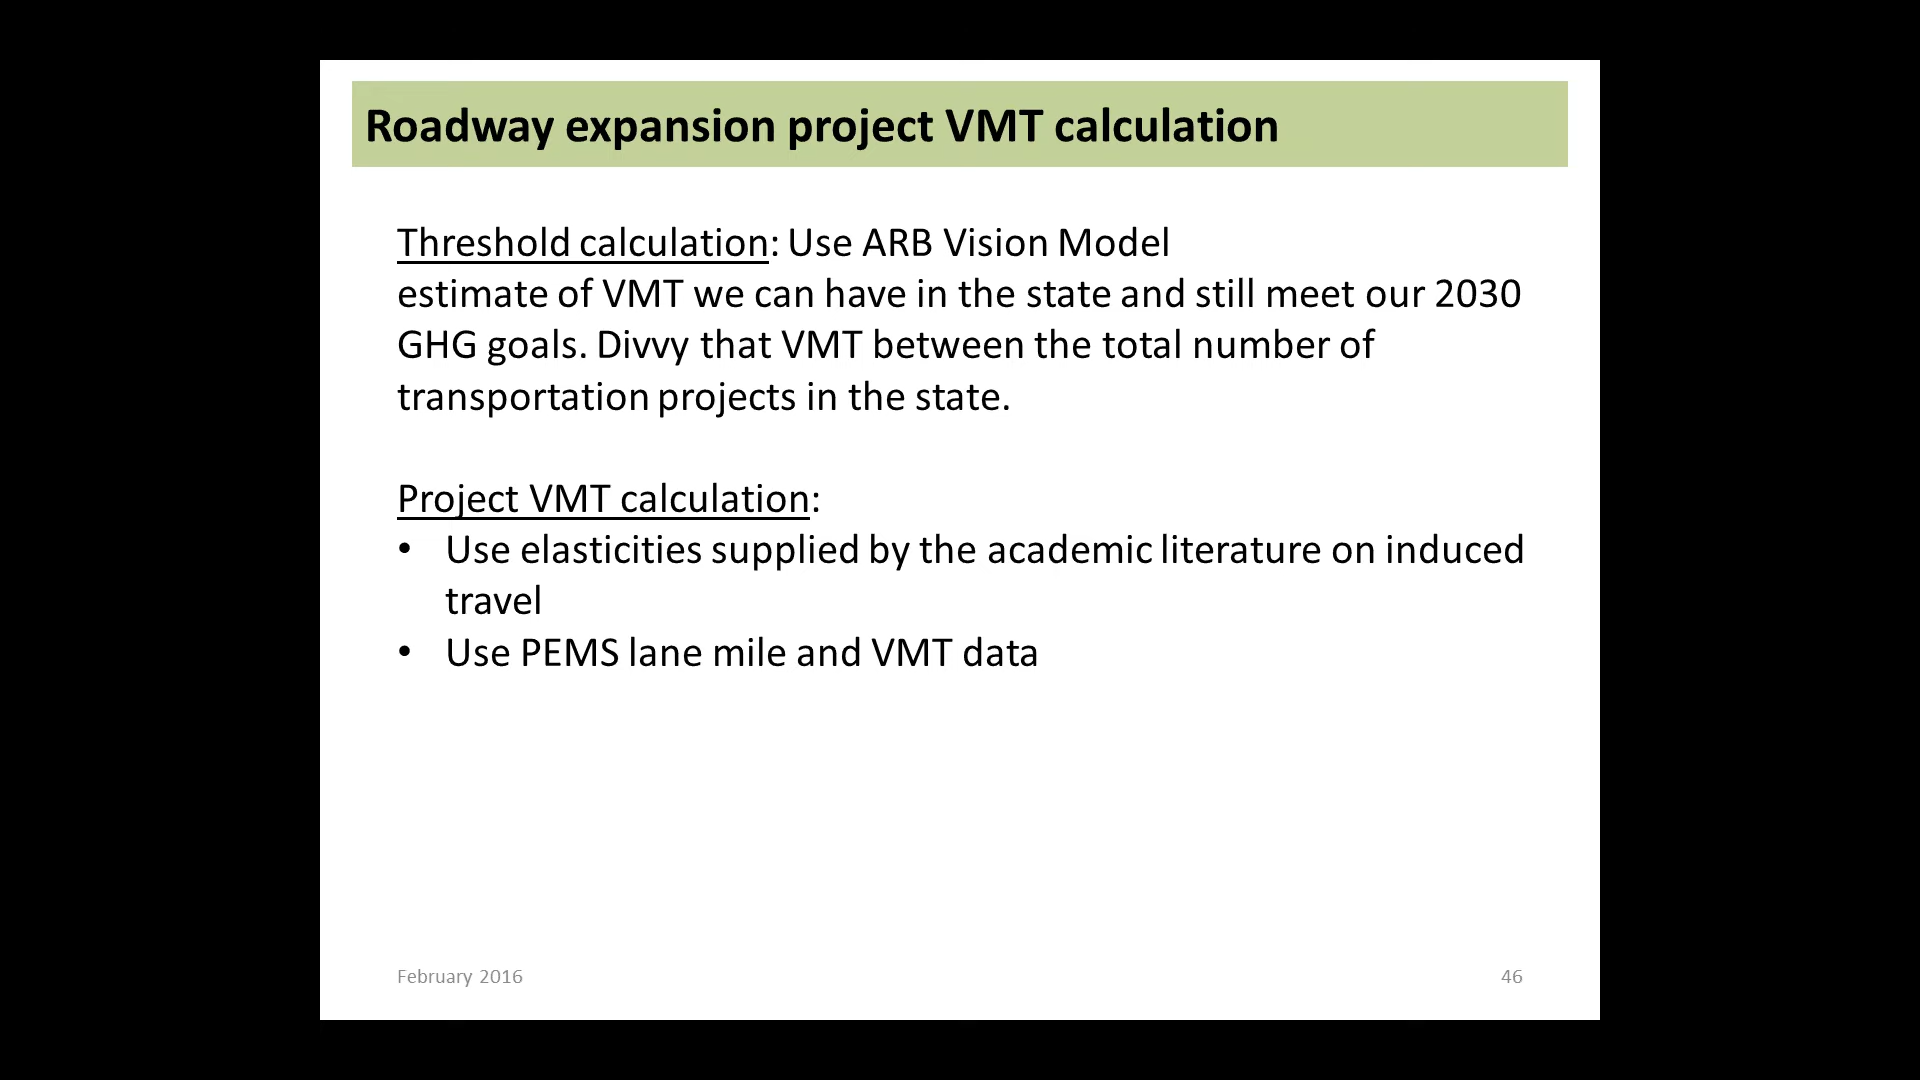 Roadway expansion project VMT calculation
Threshold calculation: Use ARB Vision Model
estimate of VMT we can have in the state and still meet our 2030
GHG goals. Divvy that VMT between the total number of
transportation projects in the state.
Project VMT calculation:
• Use elasticities supplied by the academic literature on induced
travel
• Use PEMS lane mile and VMT data
February 2016
46